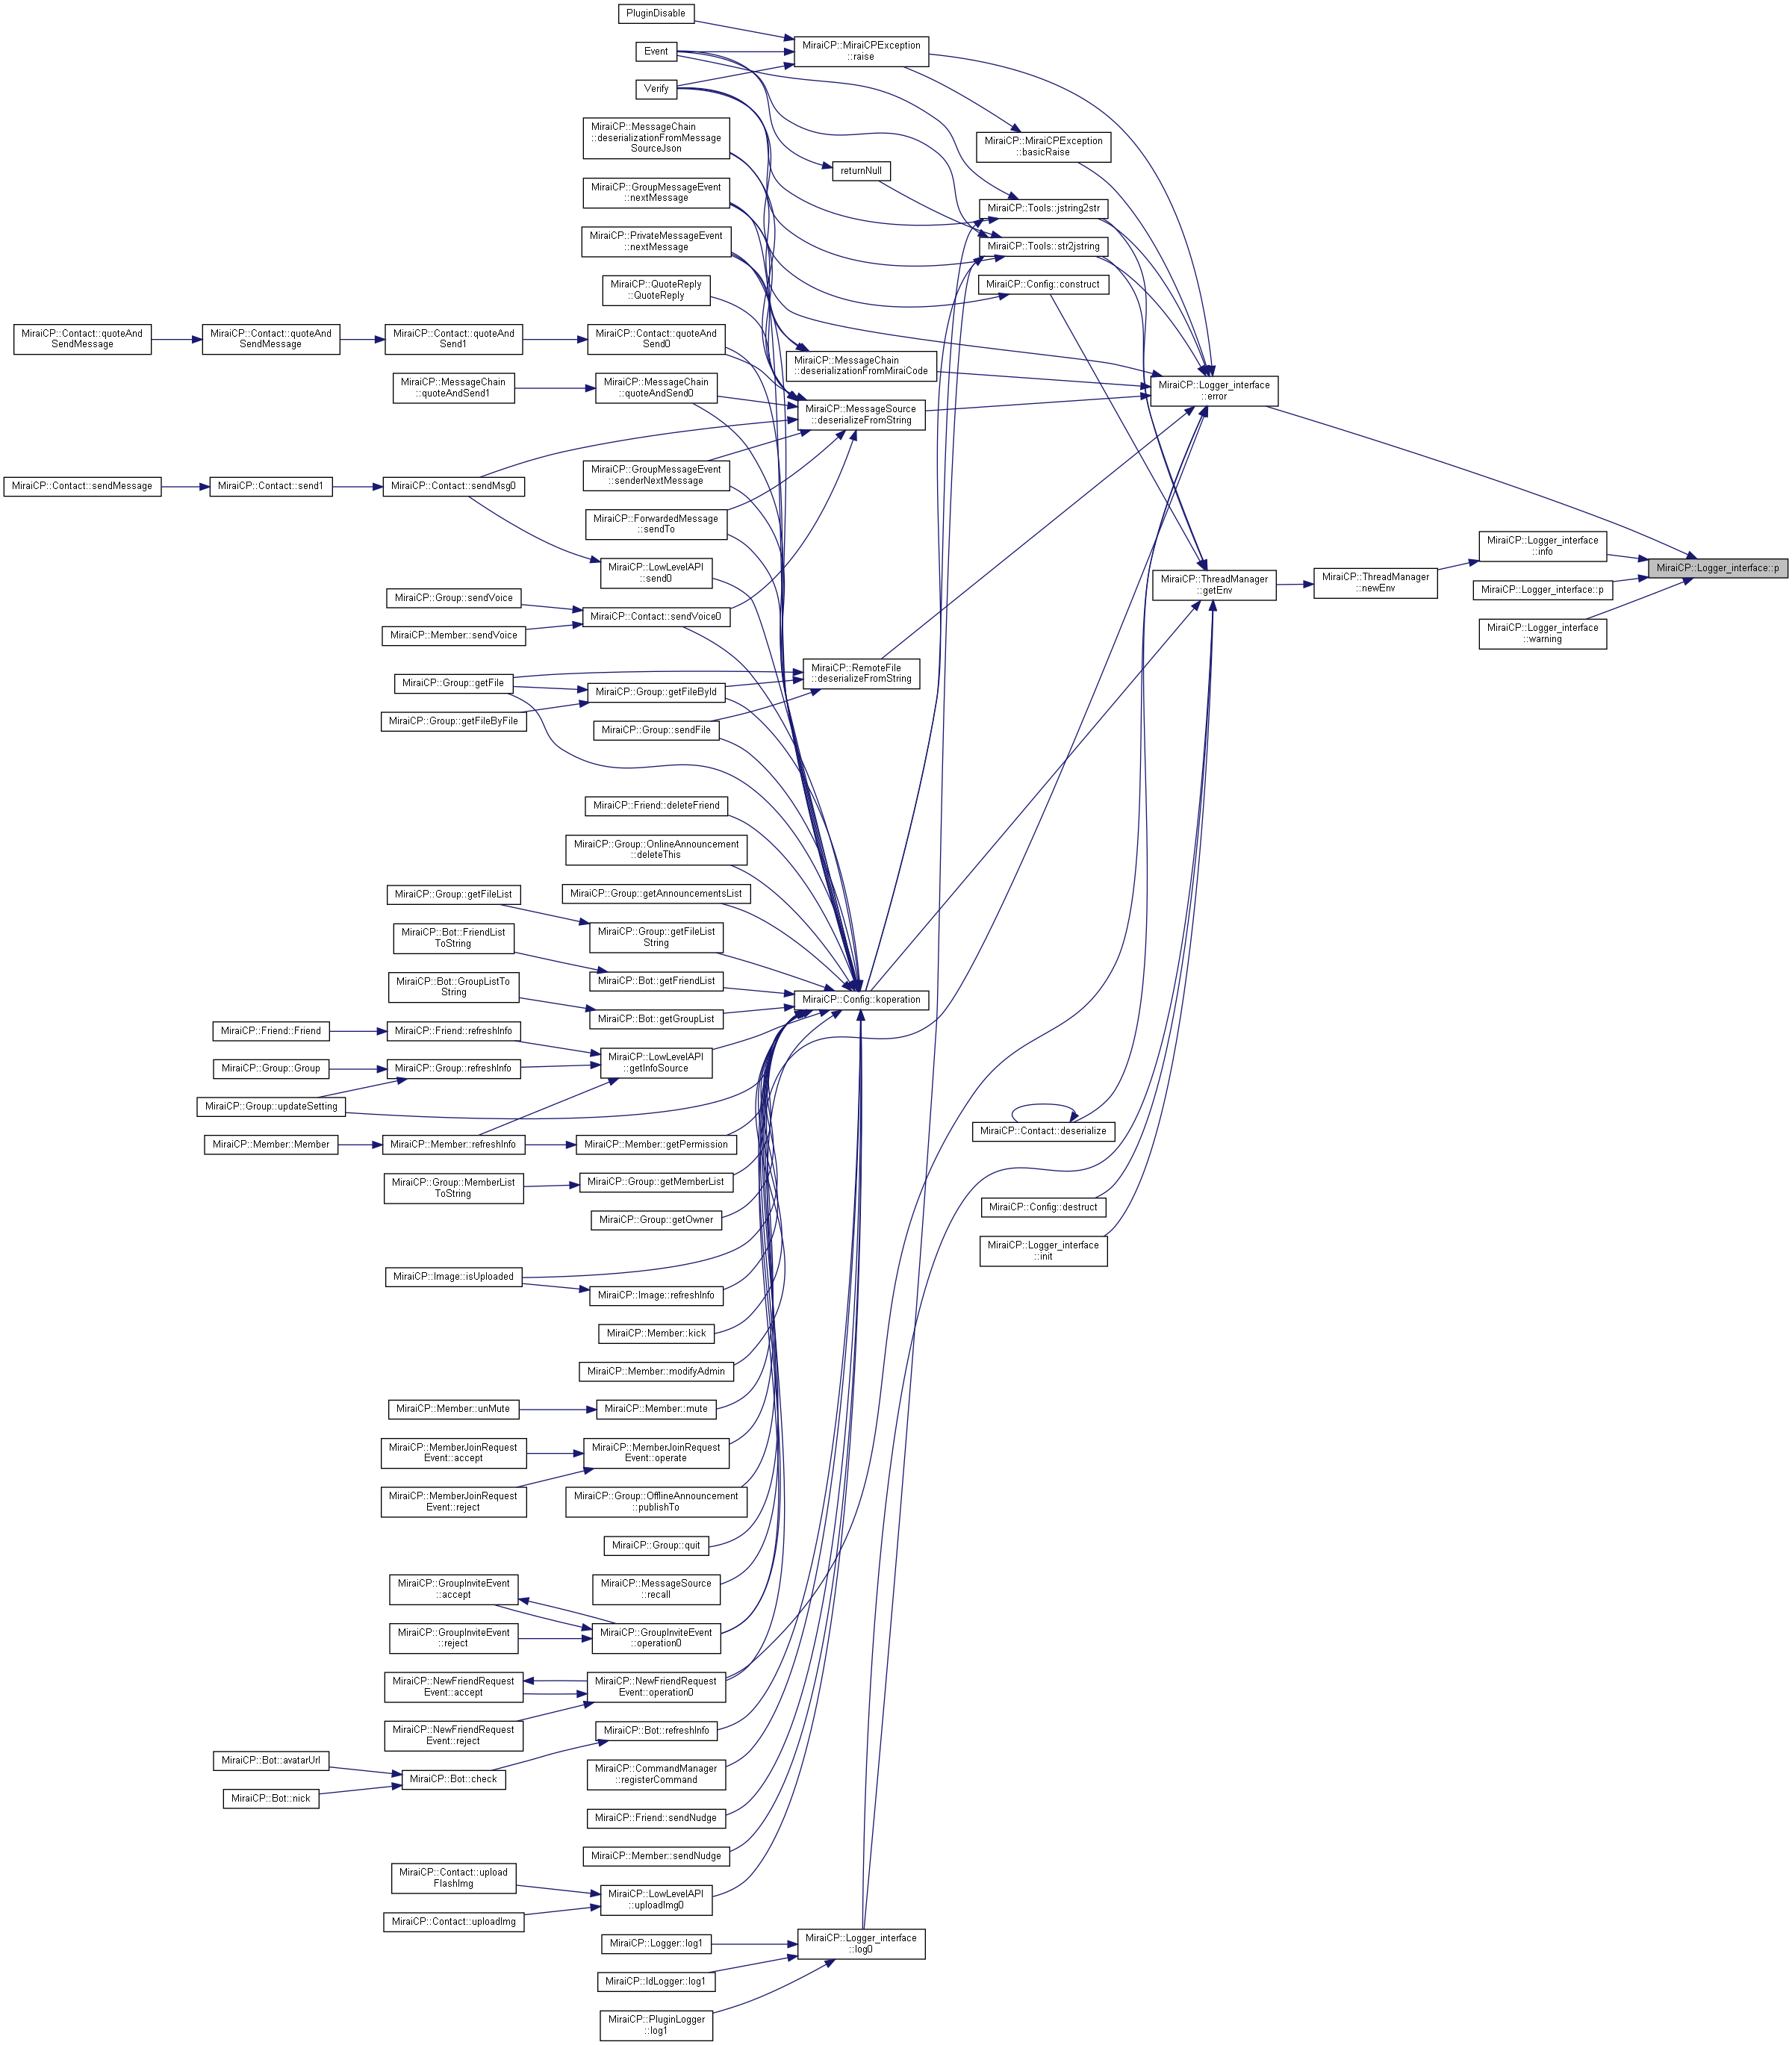 PluginDisable
Event
Verify
MiraiCP::MiraiCPException
::raise
MiraiCP::MessageChain
::deserializationFromMessage
SourceJson
MiraiCP::MiraiCPException
::basicRaise
returnNull
MiraiCP::GroupMessageEvent
::nextMessage
MiraiCP::Tools::jstring2str
MiraiCP::PrivateMessageEvent
::nextMessage
MiraiCP::Tools::str2jstring
MiraiCP::QuoteReply
::QuoteReply
MiraiCP::Config::construct
MiraiCP::Contact::quoteAnd
SendMessage
MiraiCP::Contact::quoteAnd
SendMessage
MiraiCP::Contact::quoteAnd
Send1
MiraiCP::Contact::quoteAnd
Send0
MiraiCP::MessageChain
::deserializationFromMiraiCode
MiraiCP::MessageChain
::quoteAndSend1
MiraiCP::MessageChain
::quoteAndSend0
MiraiCP::Logger_interface
::error
MiraiCP::MessageSource
::deserializeFromString
MiraiCP::Contact::sendMessage
MiraiCP::Contact::send1
MiraiCP::Contact::sendMsg0
MiraiCP::GroupMessageEvent
::senderNextMessage
MiraiCP::ForwardedMessage
::sendTo
MiraiCP::LowLevelAPI
::send0
MiraiCP::ThreadManager
::getEnv
MiraiCP::ThreadManager
::newEnv
MiraiCP::Logger_interface
::info
MiraiCP::Logger_interface::p
MiraiCP::Logger_interface::p
MiraiCP::Logger_interface
::warning
MiraiCP::Group::sendVoice
MiraiCP::Member::sendVoice
MiraiCP::Contact::sendVoice0
MiraiCP::RemoteFile
::deserializeFromString
MiraiCP::Group::getFile
MiraiCP::Group::getFileById
MiraiCP::Group::getFileByFile
MiraiCP::Group::sendFile
MiraiCP::Friend::deleteFriend
MiraiCP::Group::OnlineAnnouncement
::deleteThis
MiraiCP::Group::getAnnouncementsList
MiraiCP::Group::getFileList
MiraiCP::Group::getFileList
String
MiraiCP::Bot::FriendList
ToString
MiraiCP::Bot::getFriendList
MiraiCP::Bot::GroupListTo
String
MiraiCP::Bot::getGroupList
MiraiCP::Config::koperation
MiraiCP::Friend::Friend
MiraiCP::Friend::refreshInfo
MiraiCP::LowLevelAPI
::getInfoSource
MiraiCP::Group::Group
MiraiCP::Group::refreshInfo
MiraiCP::Group::updateSetting
MiraiCP::Member::Member
MiraiCP::Member::refreshInfo
MiraiCP::Member::getPermission
MiraiCP::Contact::deserialize
MiraiCP::Group::MemberList
ToString
MiraiCP::Group::getMemberList
MiraiCP::Group::getOwner
MiraiCP::Config::destruct
MiraiCP::Logger_interface
::init
MiraiCP::Image::isUploaded
MiraiCP::Image::refreshInfo
MiraiCP::Member::kick
MiraiCP::Member::modifyAdmin
MiraiCP::Member::unMute
MiraiCP::Member::mute
MiraiCP::MemberJoinRequest
Event::accept
MiraiCP::MemberJoinRequest
Event::operate
MiraiCP::MemberJoinRequest
Event::reject
MiraiCP::Group::OfflineAnnouncement
::publishTo
MiraiCP::Group::quit
MiraiCP::GroupInviteEvent
::accept
MiraiCP::MessageSource
::recall
MiraiCP::GroupInviteEvent
::reject
MiraiCP::GroupInviteEvent
::operation0
MiraiCP::NewFriendRequest
Event::accept
MiraiCP::NewFriendRequest
Event::operation0
MiraiCP::NewFriendRequest
Event::reject
MiraiCP::Bot::refreshInfo
MiraiCP::Bot::avatarUrl
MiraiCP::Bot::check
MiraiCP::Bot::nick
MiraiCP::CommandManager
::registerCommand
MiraiCP::Friend::sendNudge
MiraiCP::Member::sendNudge
MiraiCP::Contact::upload
FlashImg
MiraiCP::LowLevelAPI
::uploadImg0
MiraiCP::Contact::uploadImg
MiraiCP::Logger::log1
MiraiCP::Logger_interface
::log0
MiraiCP::IdLogger::log1
MiraiCP::PluginLogger
::log1